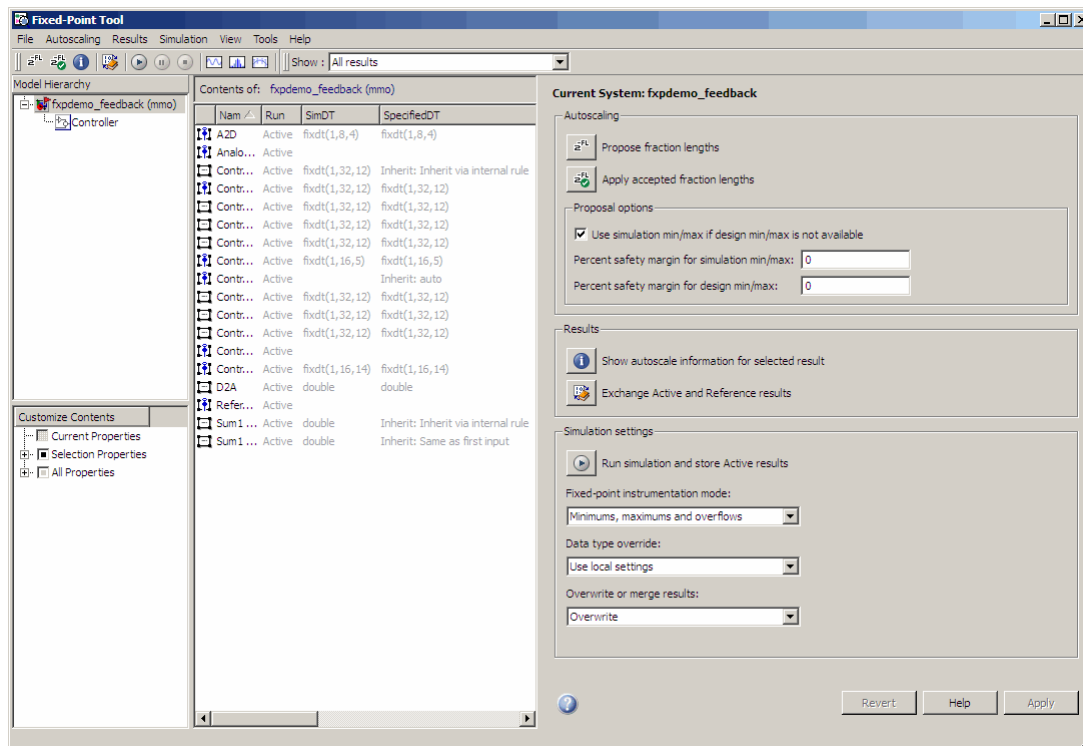 Fixed-Point Tool
File Autoscaling Results Simulation View Tools Help
Show : All results
Model Hierarchy
fxpdemo_feedback (mmo)
Controller
Customize Contents
Current Properties
Selection Properties
All Properties
Contents of: fxpdemo_feedback (mmo)
Nam Run SimDT SpecifiedDT
A2D Active fixdt(1,8,4) fixdt(1,8,4)
Analo... Active
Contr... Active fixdt(1,32,12) Inherit: Inherit via internal rule
Contr... Active fixdt(1,32,12) fixdt(1,32,12)
Contr... Active fixdt(1,32,12) fixdt(1,32,12)
Contr... Active fixdt(1,32,12) fixdt(1,32,12)
Contr... Active fixdt(1,32,12) fixdt(1,32,12)
Contr... Active fixdt(1,16,5) fixdt(1,16,5)
Contr... Active Inherit: auto
Contr... Active fixdt(1,32,12) fixdt(1,32,12)
Contr... Active fixdt(1,32,12) fixdt(1,32,12)
Contr... Active fixdt(1,32,12) fixdt(1,32,12)
Contr... Active
Contr... Active fixdt(1,16,14) fixdt(1,16,14)
D2A Active double double
Refer... Active
Sum1 ... Active double Inherit: Inherit via internal rule
Sum1 ... Active double Inherit: Same as first input
Current System: fxpdemo_feedback
Autoscaling
Propose fraction lengths
Apply accepted fraction lengths
Proposal options
Use simulation min/max if design min/max is not available
Percent safety margin for simulation min/max: 0
Percent safety margin for design min/max: 0
Results
Show autoscale information for selected result
Exchange Active and Reference results
Simulation settings
Run simulation and store Active results
Fixed-point instrumentation mode:
Minimums, maximums and overflows
Data type override:
Use local settings
Overwrite or merge results:
Overwrite
Revert Help Apply